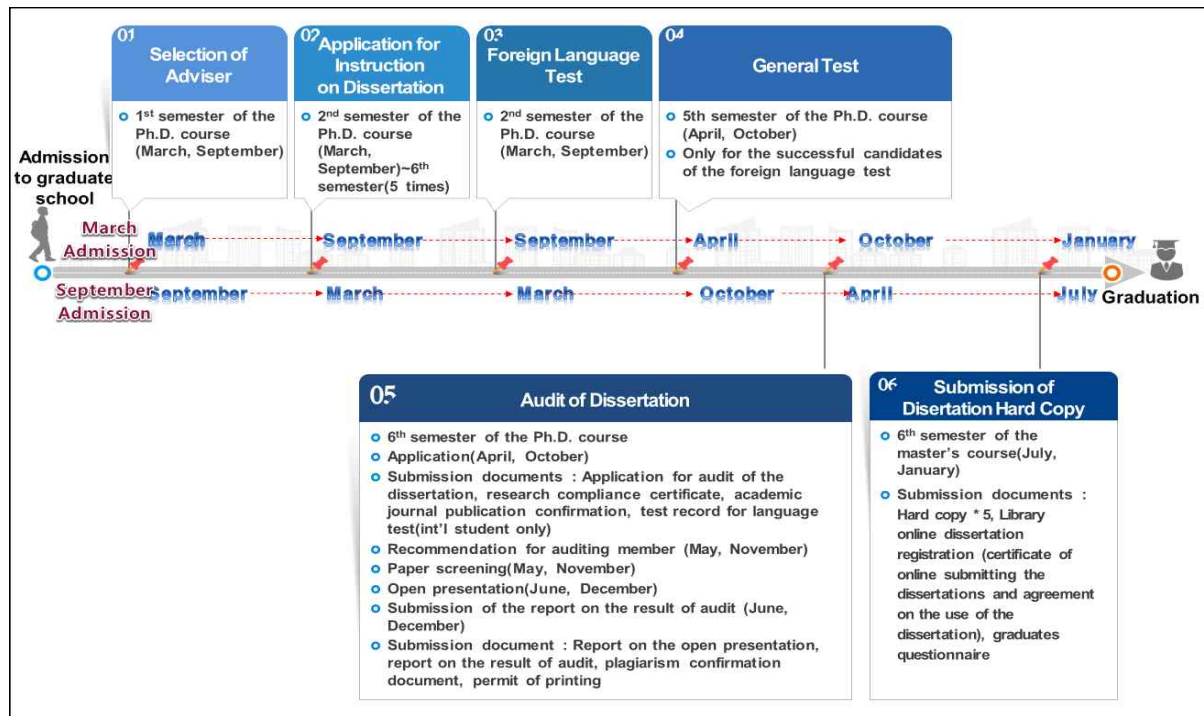 01
Selection of
Adviser
1st semester of the
Ph.D. course
(March, September)
02
Application for
Instruction
on Dissertation
2nd semester of the
Ph.D. course
(March,
September)~6th
semester(5 times)
03
Foreign Language
Test
2nd semester of the
Ph.D. course
(March, September)
04
General Test
5th semester of the Ph.D. course
(April, October)
Only for the successful candidates
of the foreign language test
Admission
to graduate
school
March
Admission
March
September
September
April
October
January
September
Admission
September
March
March
October
April
July
Graduation
05
Audit of Dissertation
6th semester of the Ph.D. course
Application(April, October)
Submission documents : Application for audit of the
dissertation, research compliance certificate, academic
journal publication confirmation, test record for language
test(int'l student only)
Recommendation for auditing member (May, November)
Paper screening(May, November)
Open presentation(June, December)
Submission of the report on the result of audit (June,
December)
Submission document : Report on the open presentation,
report on the result of audit, plagiarism confirmation
document, permit of printing
06
Submission of
Disertation Hard Copy
6th semester of the
master's course(July,
January)
Submission documents :
Hard copy * 5, Library
online dissertation
registration (certificate of
online submitting the
dissertations and agreement
on the use of the
dissertation), graduates
questionnaire